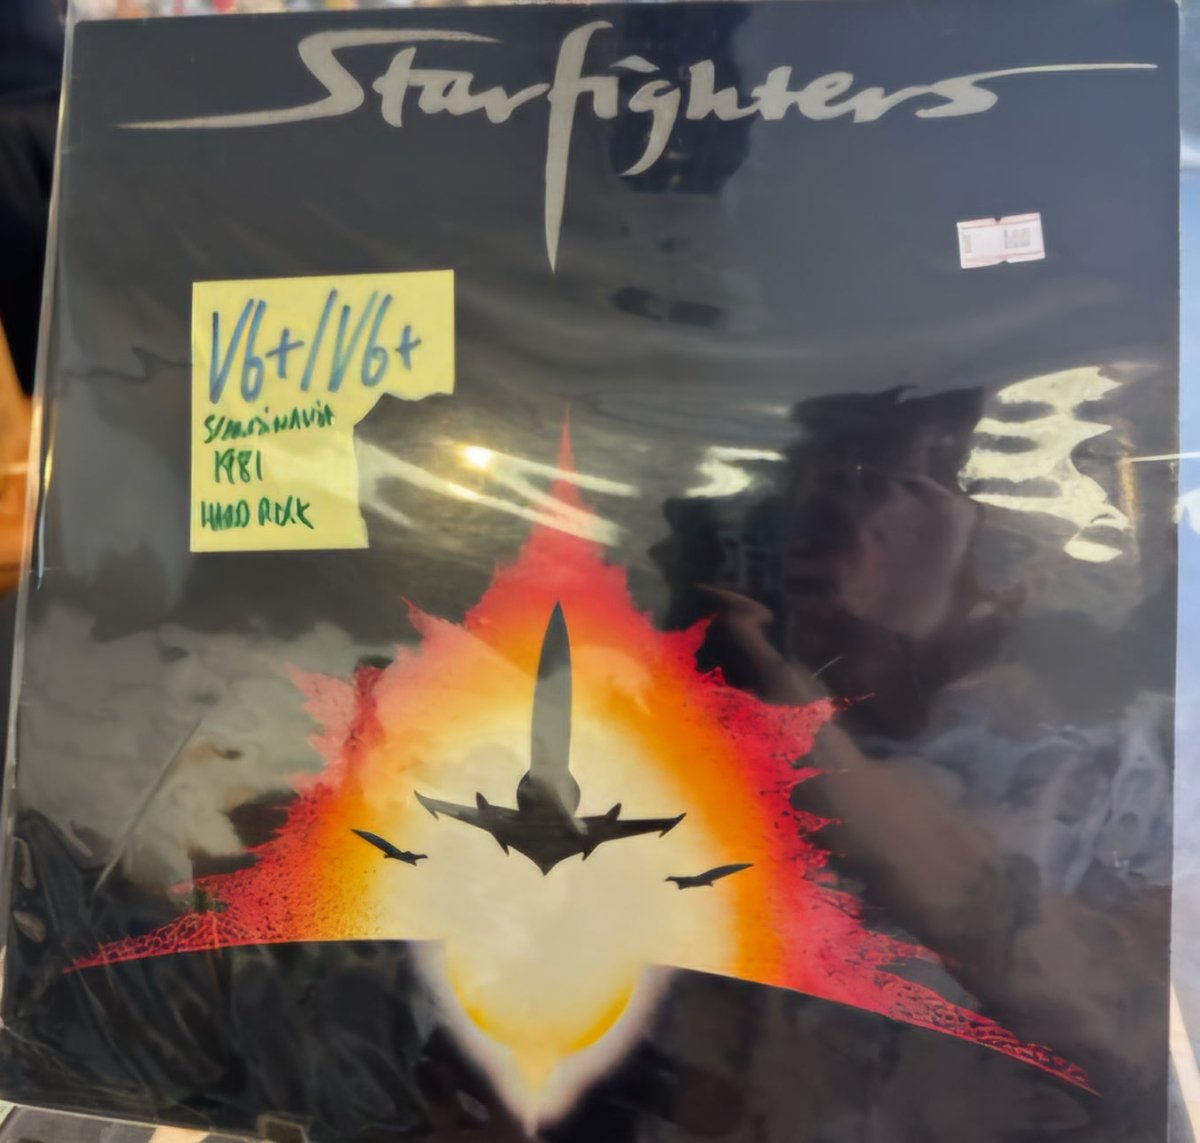 Starfighters
VG+/VG+
SCANDINAVIA
1981
HARD ROCK